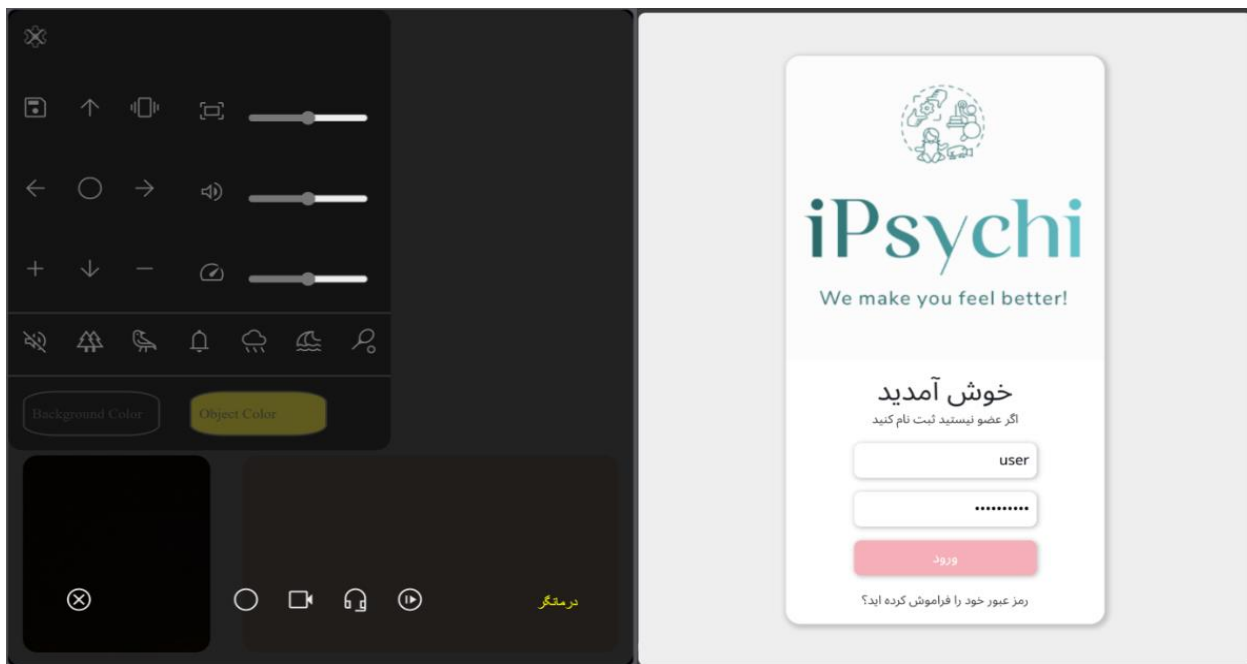 Background Color
Object Color
درمانگر
iPsychi
We make you feel better!
خوش آمدید
اگر عضو نیستید ثبت نام کنید
user
••••••••••
ورود
رمز عبور خود را فراموش کرده اید؟